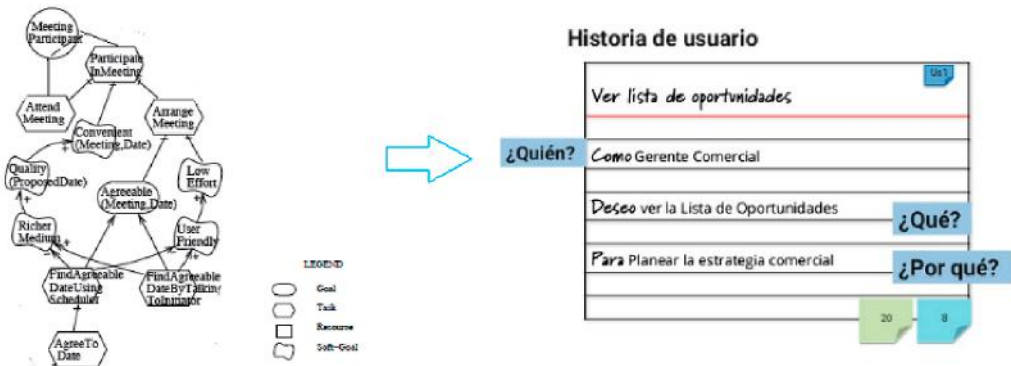 Meeting
Participant
Participate
InMeeting
Attend
Meeting
Arrange
Meeting
Convenient
(Meeting,Date)
Quality
(ProposedDate)
Low
Effort
Agreeable
(Meeting,Date)
Richer
Medium
User
Friendly
FindAgreeable
DateUsing
Scheduler
FindAgreeable
DateByTalking
ToInitiator
AgreeTo
Date
LEGEND
Goal
Task
Resource
Soft-Goal
Historia de usuario
Us1
Ver lista de oportunidades
¿Quién?
Como Gerente Comercial
Deseo ver la Lista de Oportunidades
¿Qué?
Para Planear la estrategia comercial
¿Por qué?
20
8